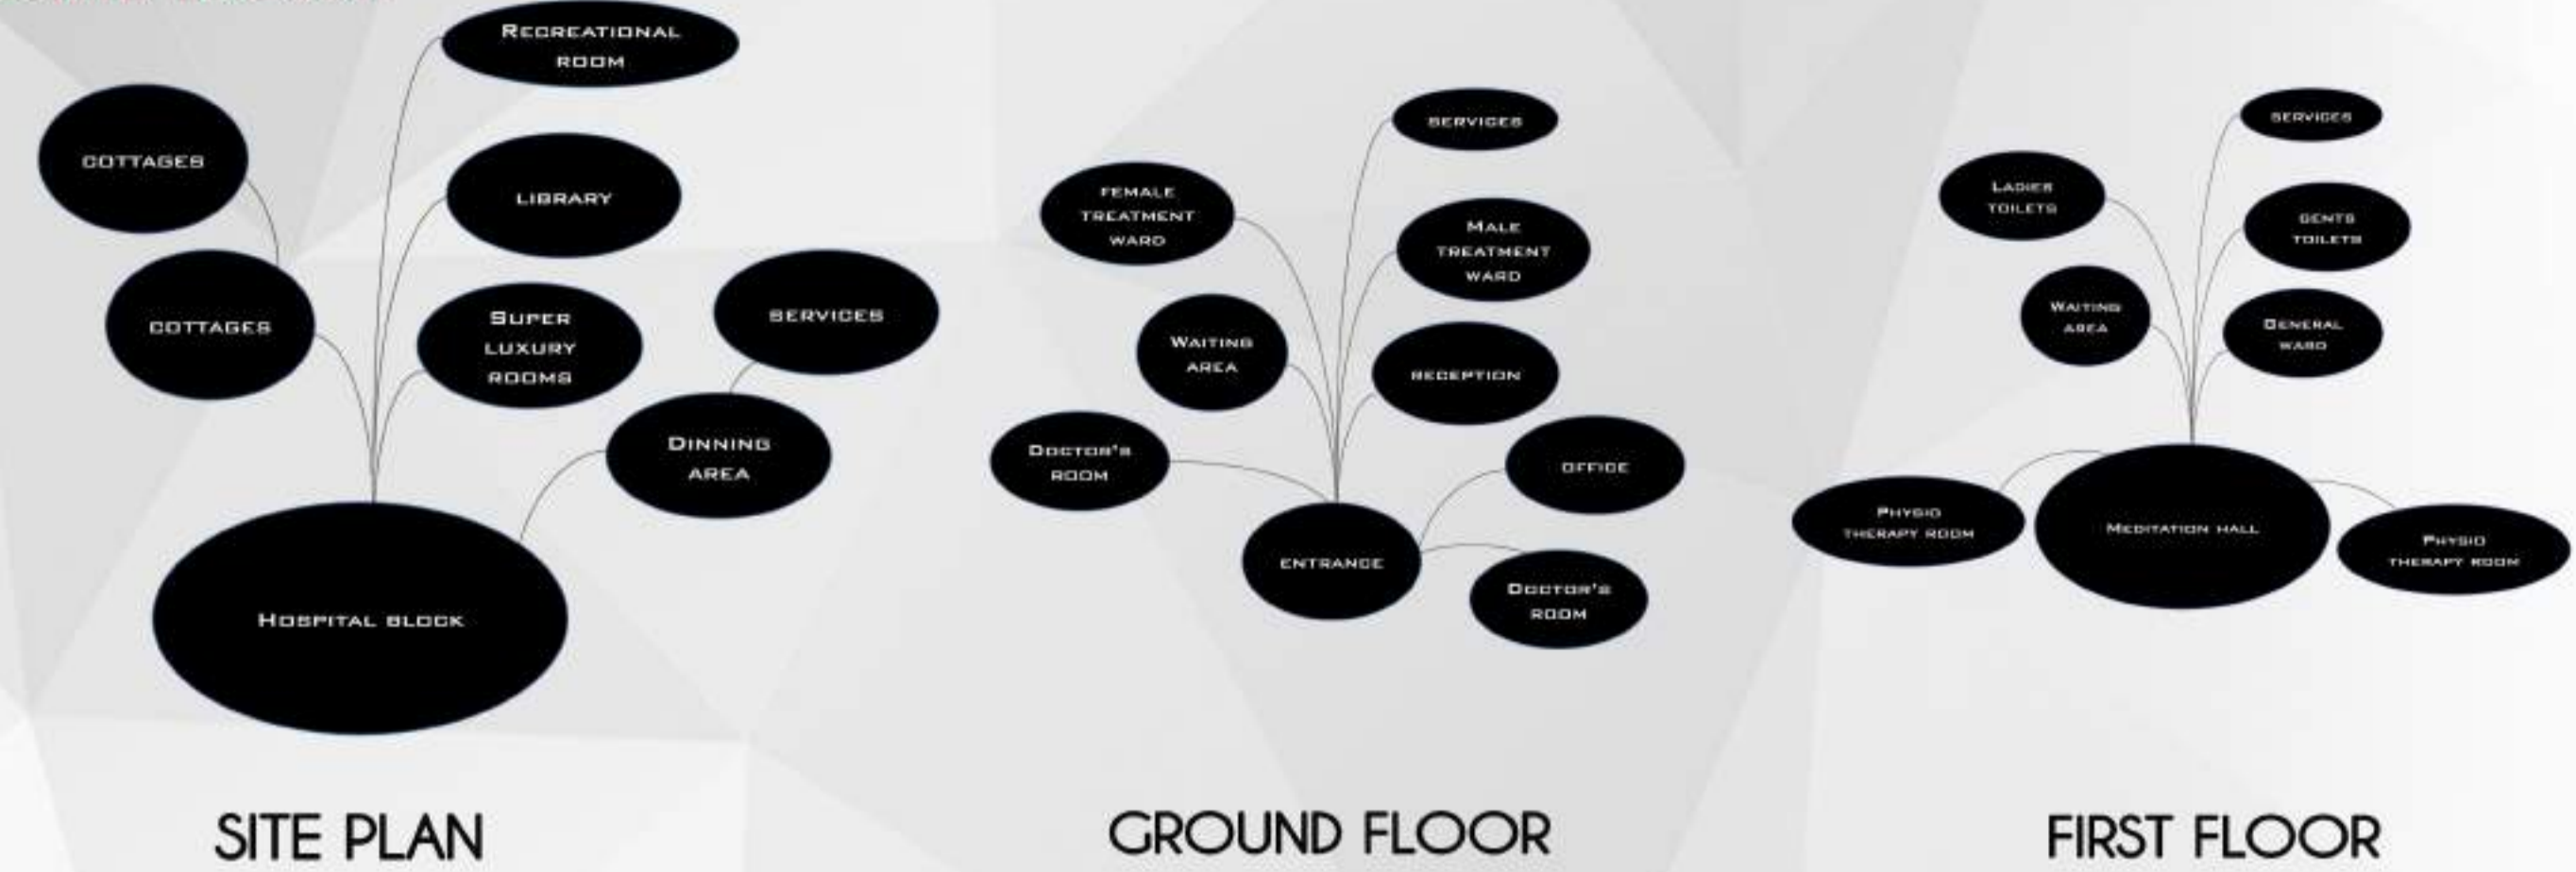 RECREATIONAL
ROOM
COTTAGES
LIBRARY
COTTAGES
SUPER
LUXURY
ROOMS
SERVICES
DINNING
AREA
HOSPITAL BLOCK
SITE PLAN
SERVICES
FEMALE
TREATMENT
WARD
MALE
TREATMENT
WARD
WAITING
AREA
RECEPTION
DOCTOR'S
ROOM
OFFICE
ENTRANCE
DOCTOR'S
ROOM
GROUND FLOOR
SERVICES
LADIES
TOILETS
GENTS
TOILETS
WAITING
AREA
GENERAL
WARD
PHYSIO
THERAPY ROOM
MEDITATION HALL
PHYSIO
THERAPY ROOM
FIRST FLOOR